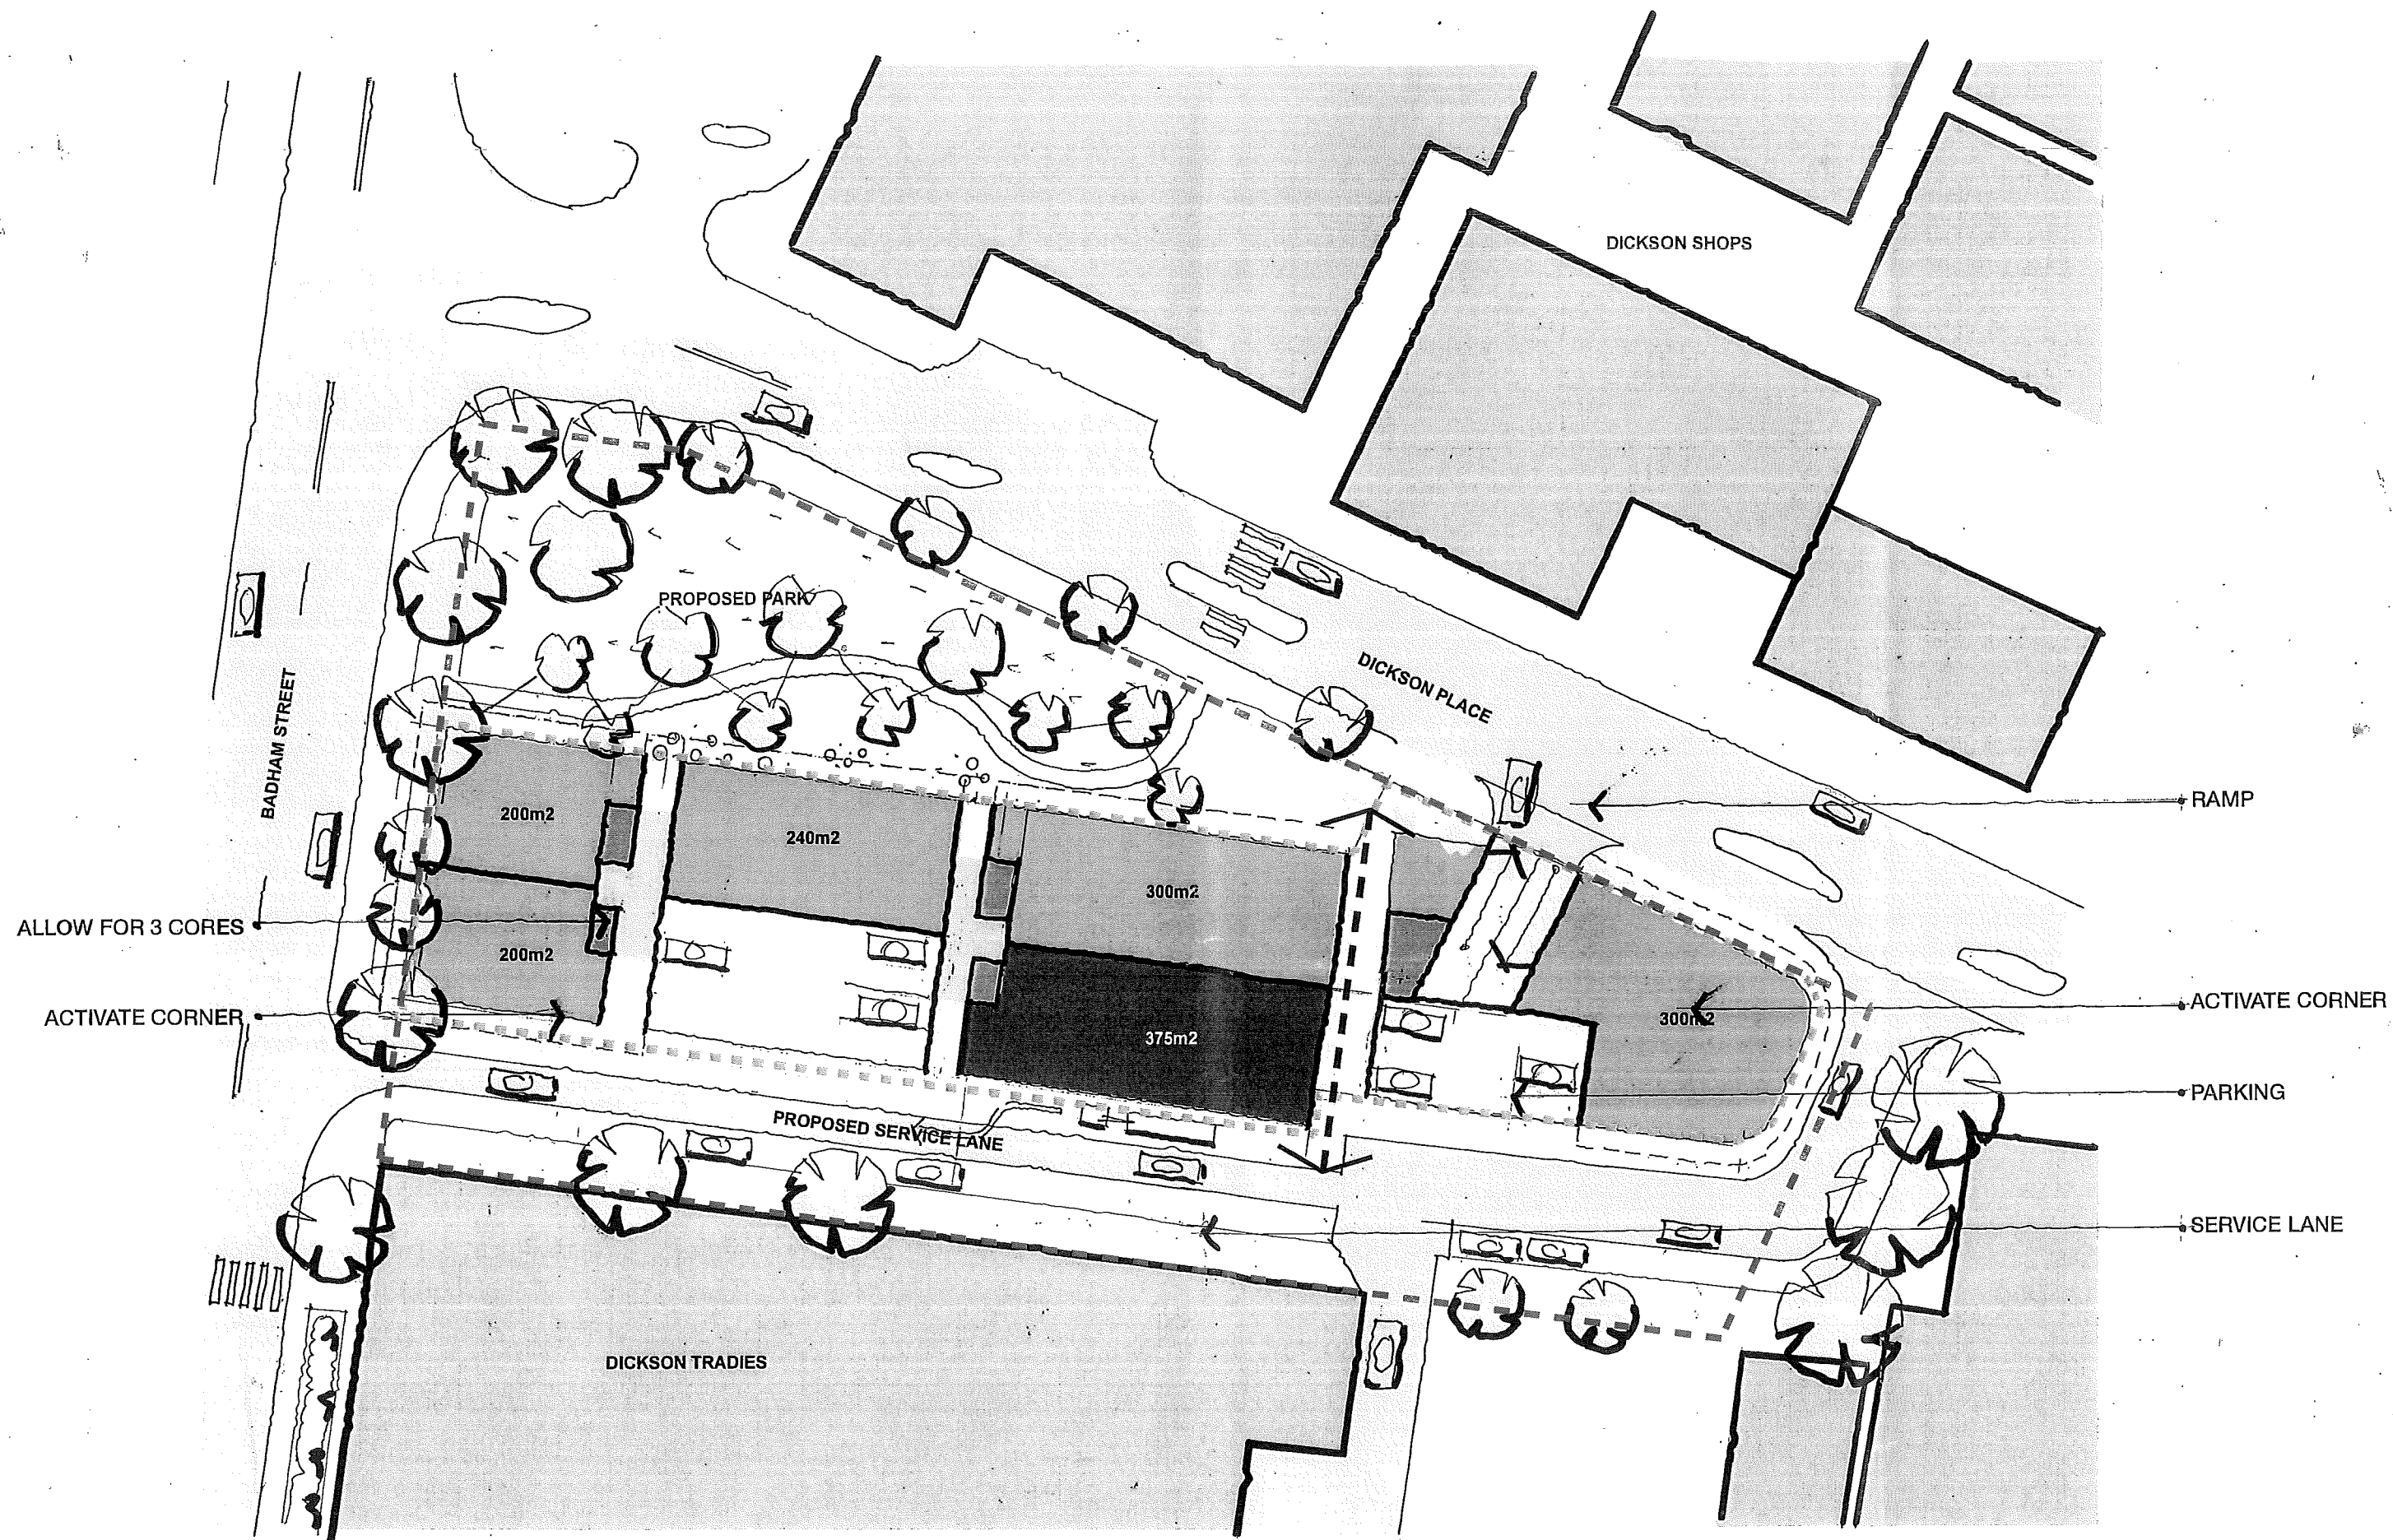 DICKSON SHOPS
PROPOSED PARK
DICKSON PLACE
BADHAM STREET
RAMP
200m2
240m2
300m2
ALLOW FOR 3 CORES
200m2
ACTIVATE CORNER
ACTIVATE CORNER
300m2
375m2
PARKING
PROPOSED SERVICE LANE
SERVICE LANE
DICKSON TRADIES